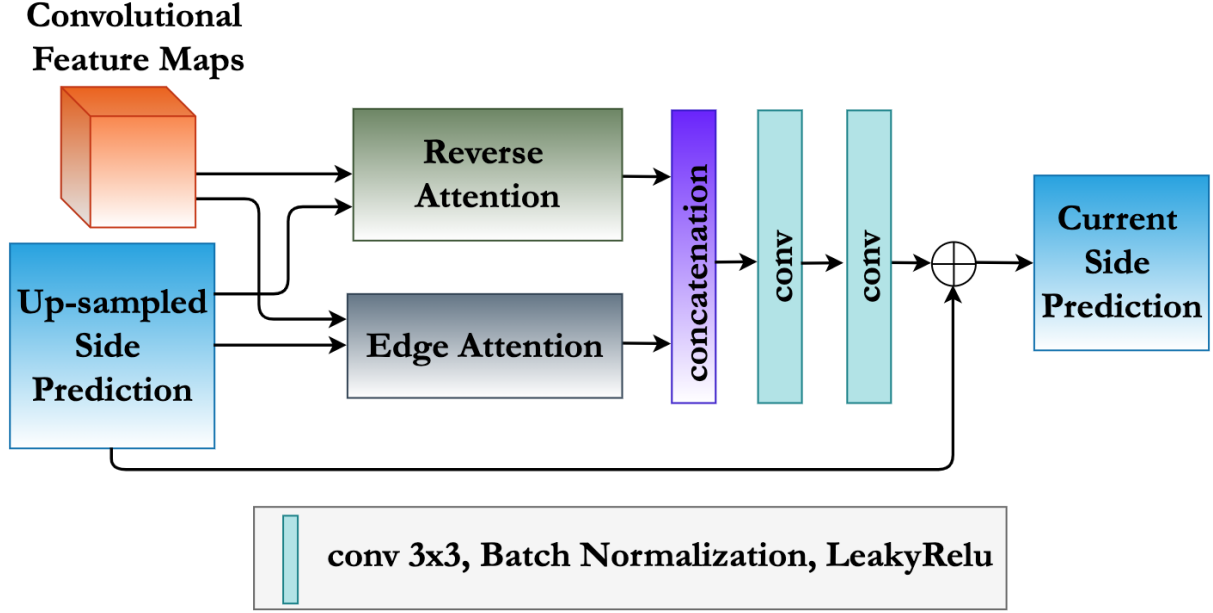 Convolutional
Feature Maps
Reverse
Attention
Up-sampled
Side
Prediction
Edge Attention
concatenation
conv
conv
Current
Side
Prediction
conv 3x3, Batch Normalization, LeakyRelu